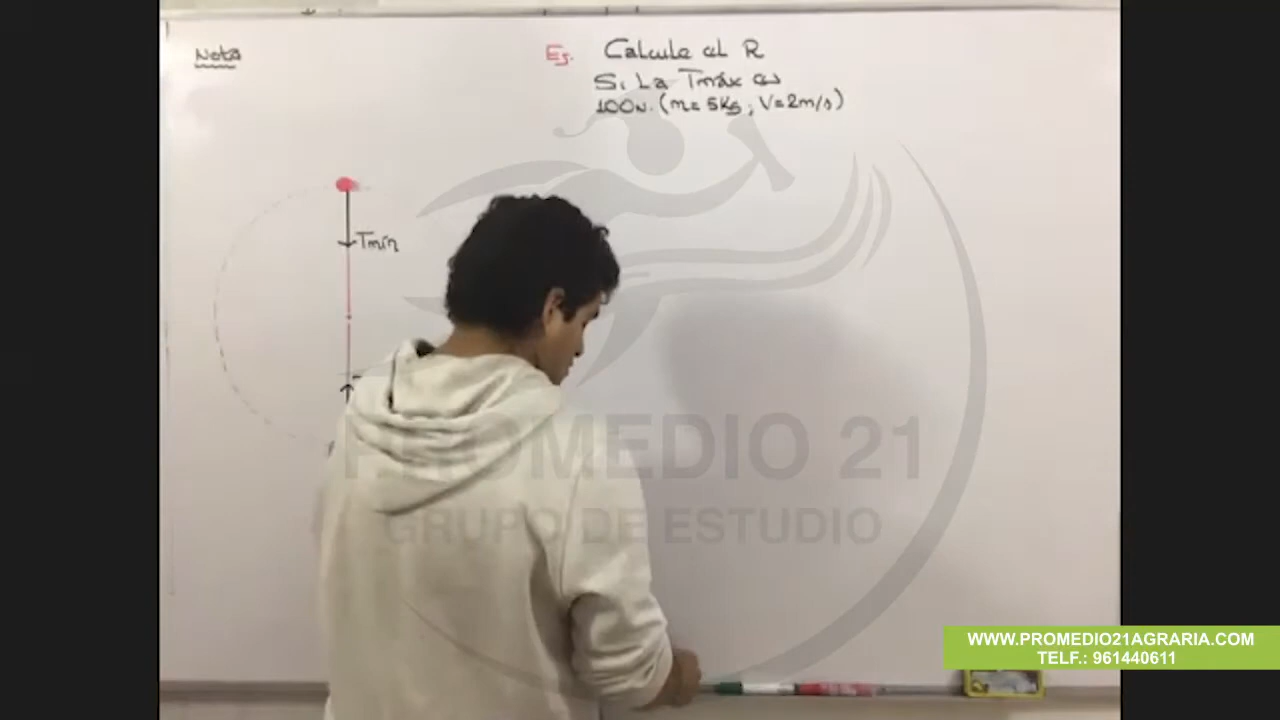 Nota
Ej. Calcule el R
Si La Tmáx es
100N. (m= 5Kg ; V=2m/s)
Tmín
PROMEDIO 21
GRUPO DE ESTUDIO
WWW.PROMEDIO21AGRARIA.COM
TELF.: 961440611